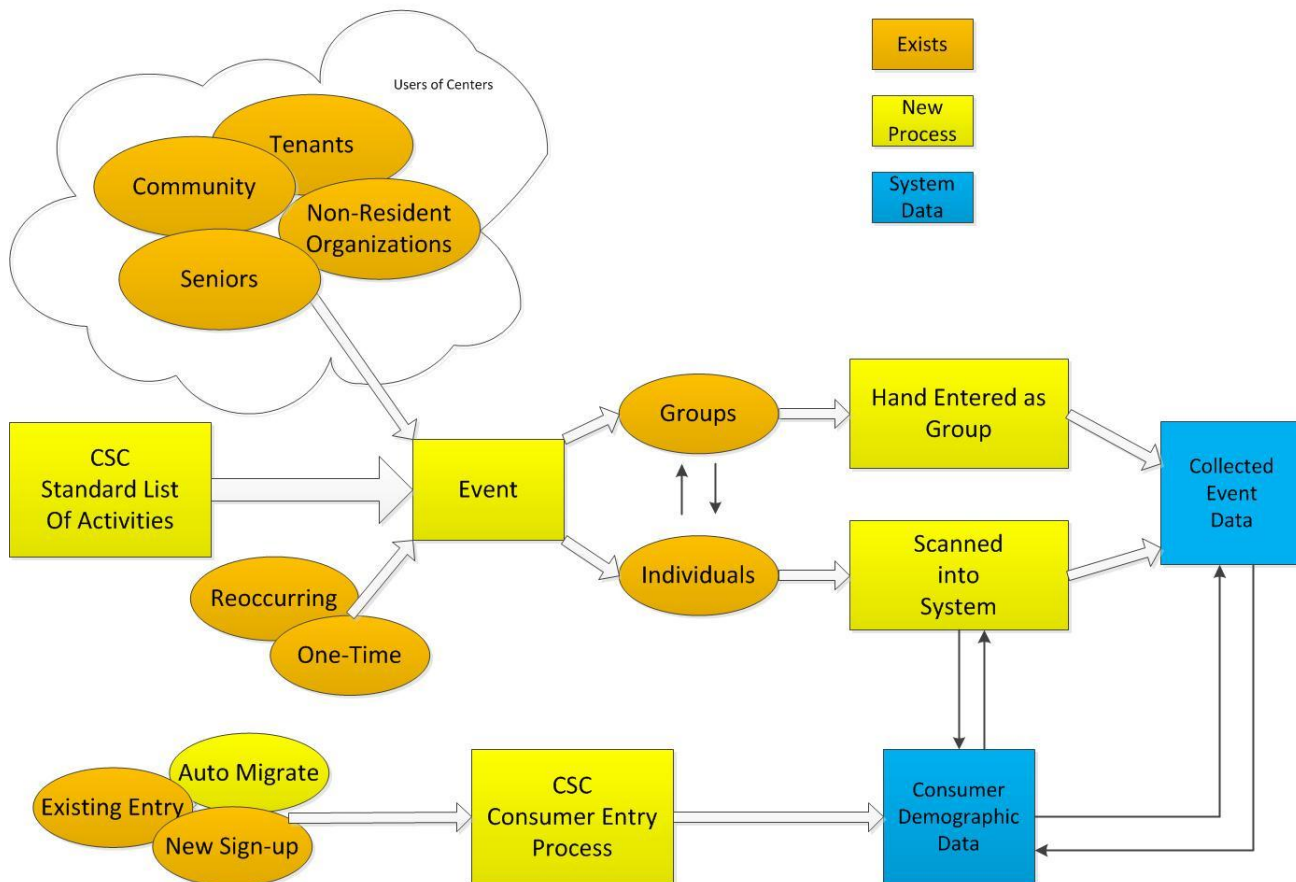 Users of Centers
Tenants
Community
Non-Resident
Organizations
Seniors
Exists
New
Process
System
Data
CSC
Standard List
Of Activities
Event
Groups
Individuals
Hand Entered as
Group
Scanned
into
System
Collected
Event
Data
Reoccurring
One-Time
Auto Migrate
Existing Entry
New Sign-up
CSC
Consumer Entry
Process
Consumer
Demographic
Data